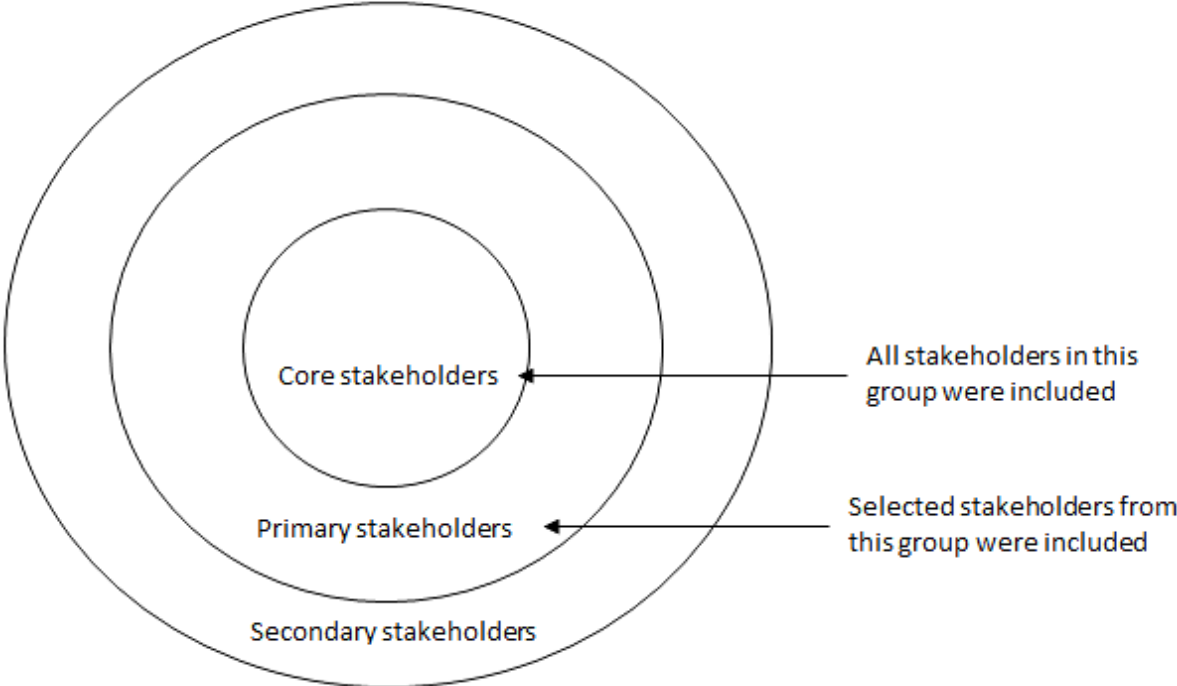 Core stakeholders
All stakeholders in this
group were included
Primary stakeholders
Selected stakeholders from
this group were included
Secondary stakeholders